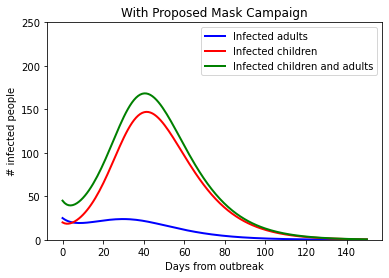 With Proposed Mask Campaign
Infected adults
Infected children
Infected children and adults
# infected people
250
200
150
100
50
0
0
20
40
60
80
100
120
140
Days from outbreak